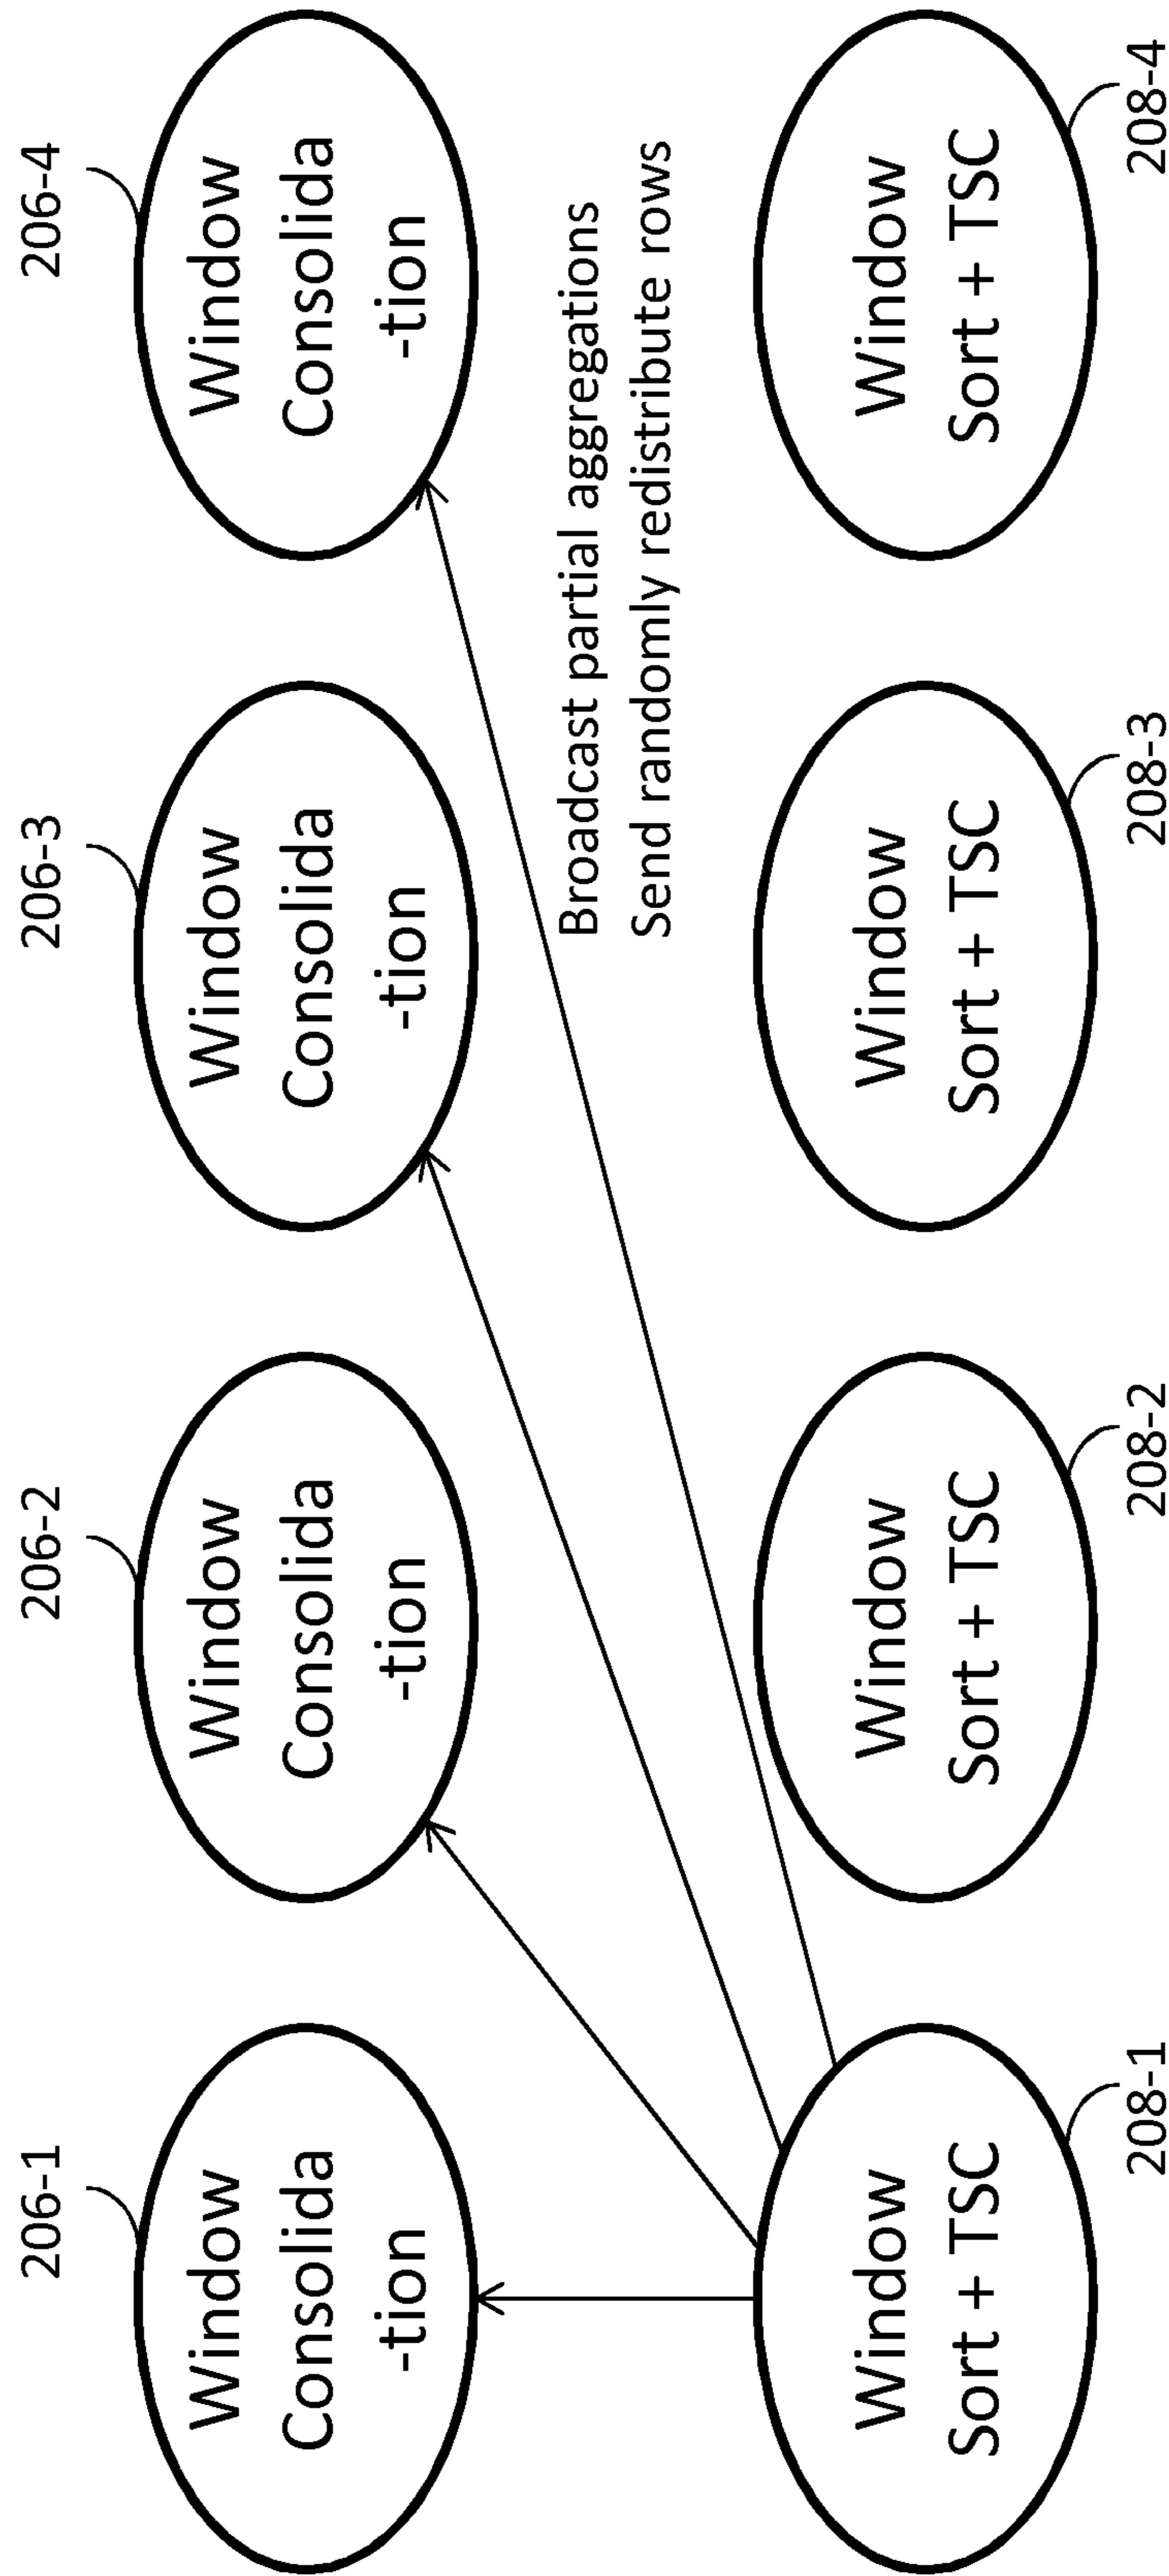 206-1
206-2
206-3
206-4
Window
Consolida
-tion
Window
Consolida
-tion
Window
Consolida
-tion
Window
Consolida
-tion
Broadcast partial aggregations
Send randomly redistribute rows
Window
Sort + TSC
Window
Sort + TSC
Window
Sort + TSC
Window
Sort + TSC
208-1
208-2
208-3
208-4